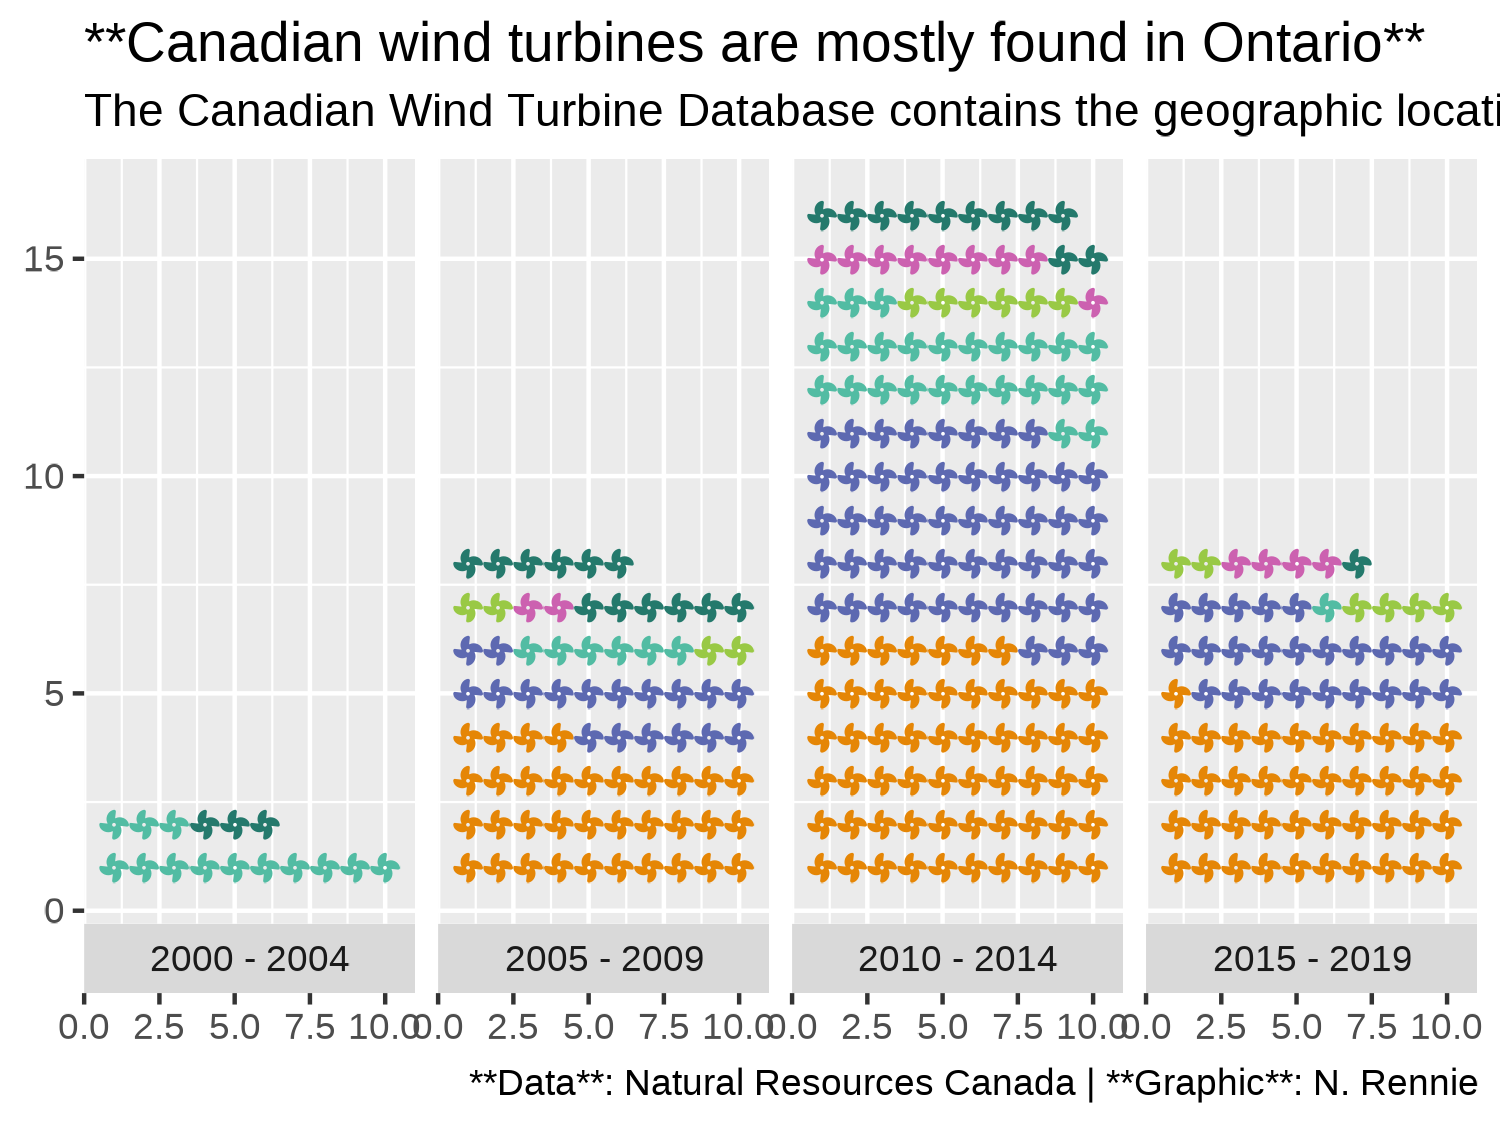 **Canadian wind turbines are mostly found in Ontario**
The Canadian Wind Turbine Database contains the geographic locati
15
10
5
0
2000 - 2004 2005 - 2009 2010 - 2014 2015 - 2019
0.0 2.5 5.0 7.5 10.0 0.0 2.5 5.0 7.5 10.0 0.0 2.5 5.0 7.5 10.0 0.0 2.5 5.0 7.5 10.0
**Data**: Natural Resources Canada | **Graphic**: N. Rennie